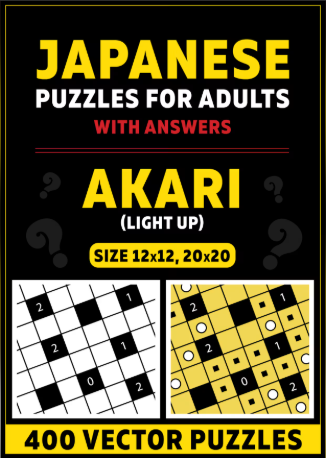 JAPANESE
PUZZLES FOR ADULTS
WITH ANSWERS
? ?
AKARI
? ?
(LIGHT UP)
SIZE 12x12, 20x20
2 1 2 1
2 1 2 1
0 2 0 2
400 VECTOR PUZZLES